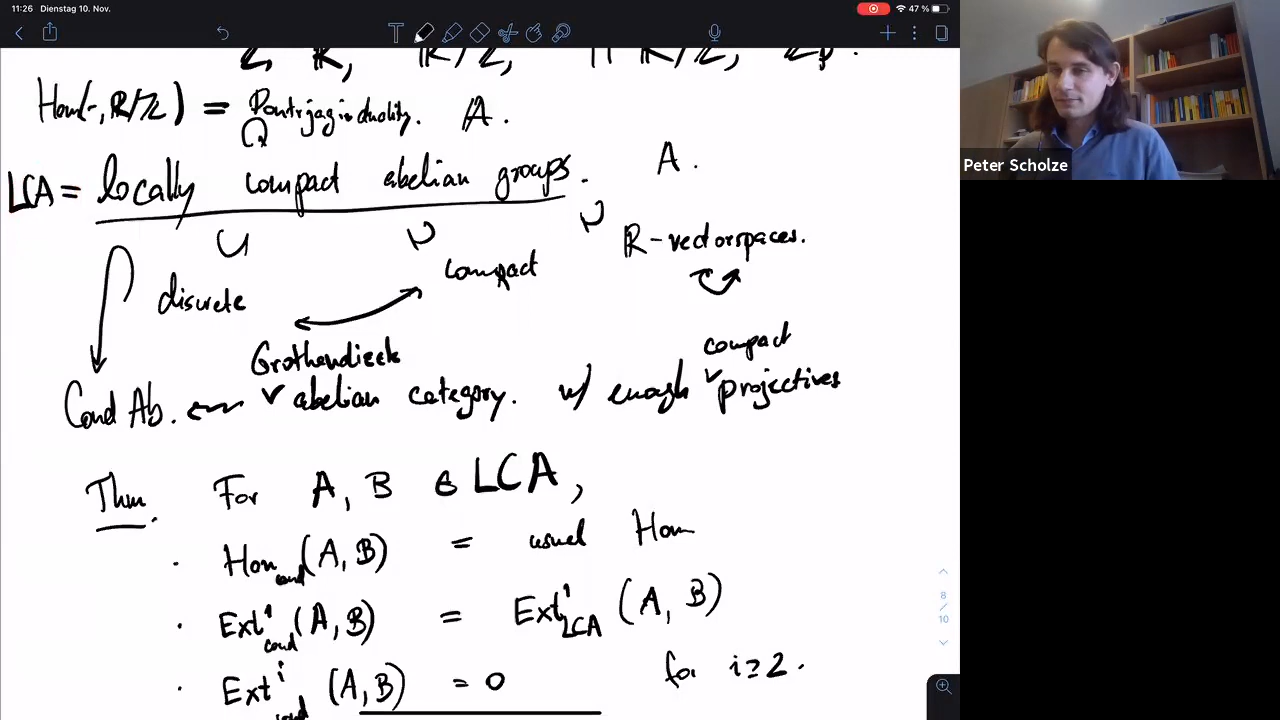 11:26 Dienstag 10. Nov.
47 %
Z, R, R/Z, Π R/Z, Zp.
Hom(-, R/Z) = Pontrjagin duality. A.
Peter Scholze
LCA = locally compact abelian groups. A.
R-vectorspaces.
compact
discrete
compact
Grothendieck
Cond Ab. abelian category. w/ enough projectives
Thm. For A, B ∈ LCA,
· Hom_cond(A, B) = usual Hom
· Ext¹_cond(A, B) = Ext¹_LCA (A, B)
8
/
10
· Extⁱ_cond (A, B) = 0 for i≥2.